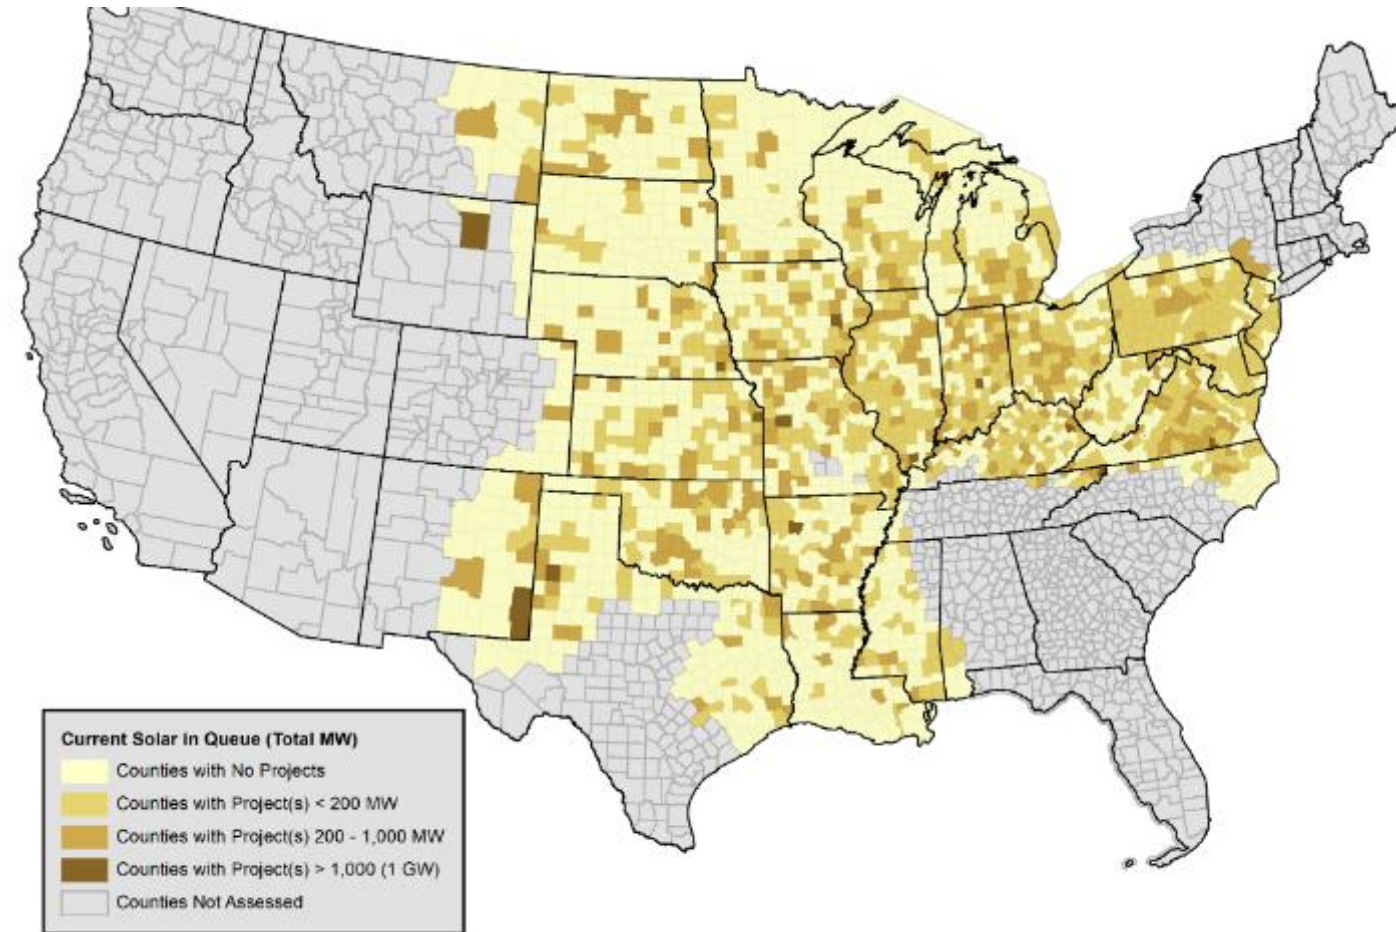 Current Solar in Queue (Total MW)
Counties with No Projects
Counties with Project(s) < 200 MW
Counties with Project(s) 200 - 1,000 MW
Counties with Project(s) > 1,000 (1 GW)
Counties Not Assessed